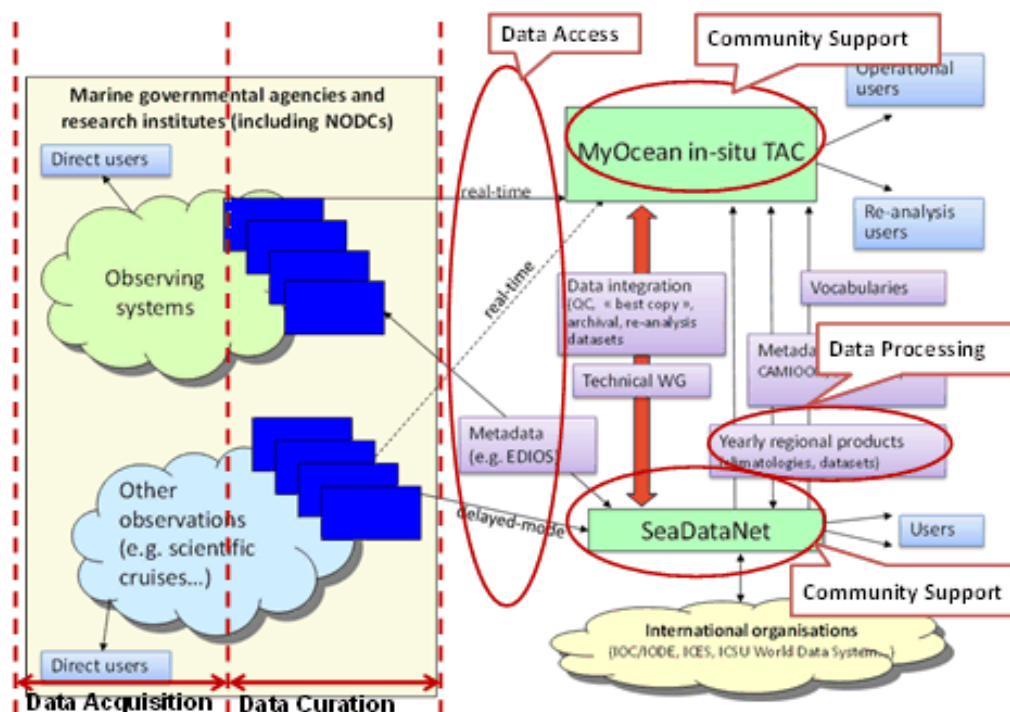 Data Access
Community Support
Marine governmental agencies and
research institutes (including NODCs)
Operational
users
Direct users
MyOcean in-situ TAC
real-time
Re-analysis
users
Observing
systems
real-time
Data integration
(QC, « best copy »,
archival, re-analysis
datasets
Vocabularies
Metadata
CAMIOO
Data Processing
Technical WG
Metadata
(e.g. EDIOS)
Yearly regional products
(climatologies, datasets)
Other
observations
(e.g. scientific
cruises...)
delayed-mode
SeaDataNet
Users
Community Support
International organisations
(IOC/IODE, ICES, ICSU World Data System...)
Direct users
Data Acquisition
Data Curation